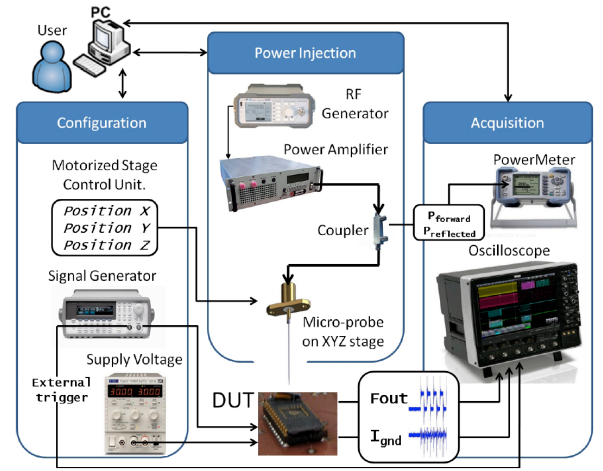 PC
User
Power Injection
RF
Generator
Configuration
Acquisition
Motorized Stage
Control Unit.
Power Amplifier
PowerMeter
Position X
Position Y
Position Z
Coupler
Pforward
Preflected
Oscilloscope
Signal Generator
Micro-probe
on XYZ stage
Supply Voltage
External
trigger
DUT
Fout
Ignd